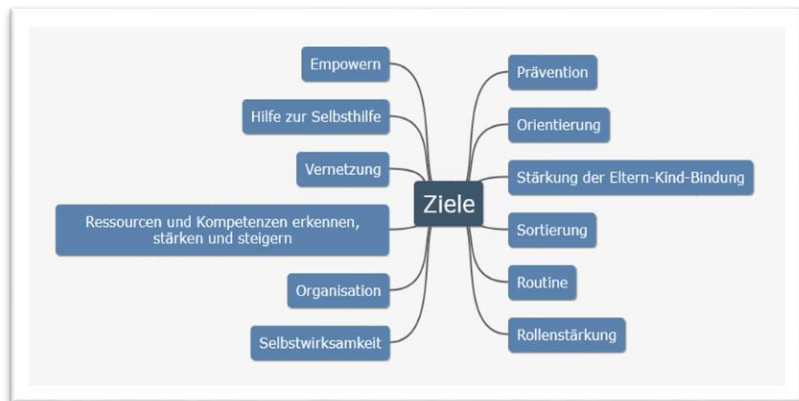 Empowern
Hilfe zur Selbsthilfe
Vernetzung
Ressourcen und Kompetenzen erkennen,
stärken und steigern
Organisation
Selbstwirksamkeit
Ziele
Prävention
Orientierung
Stärkung der Eltern-Kind-Bindung
Sortierung
Routine
Rollenstärkung